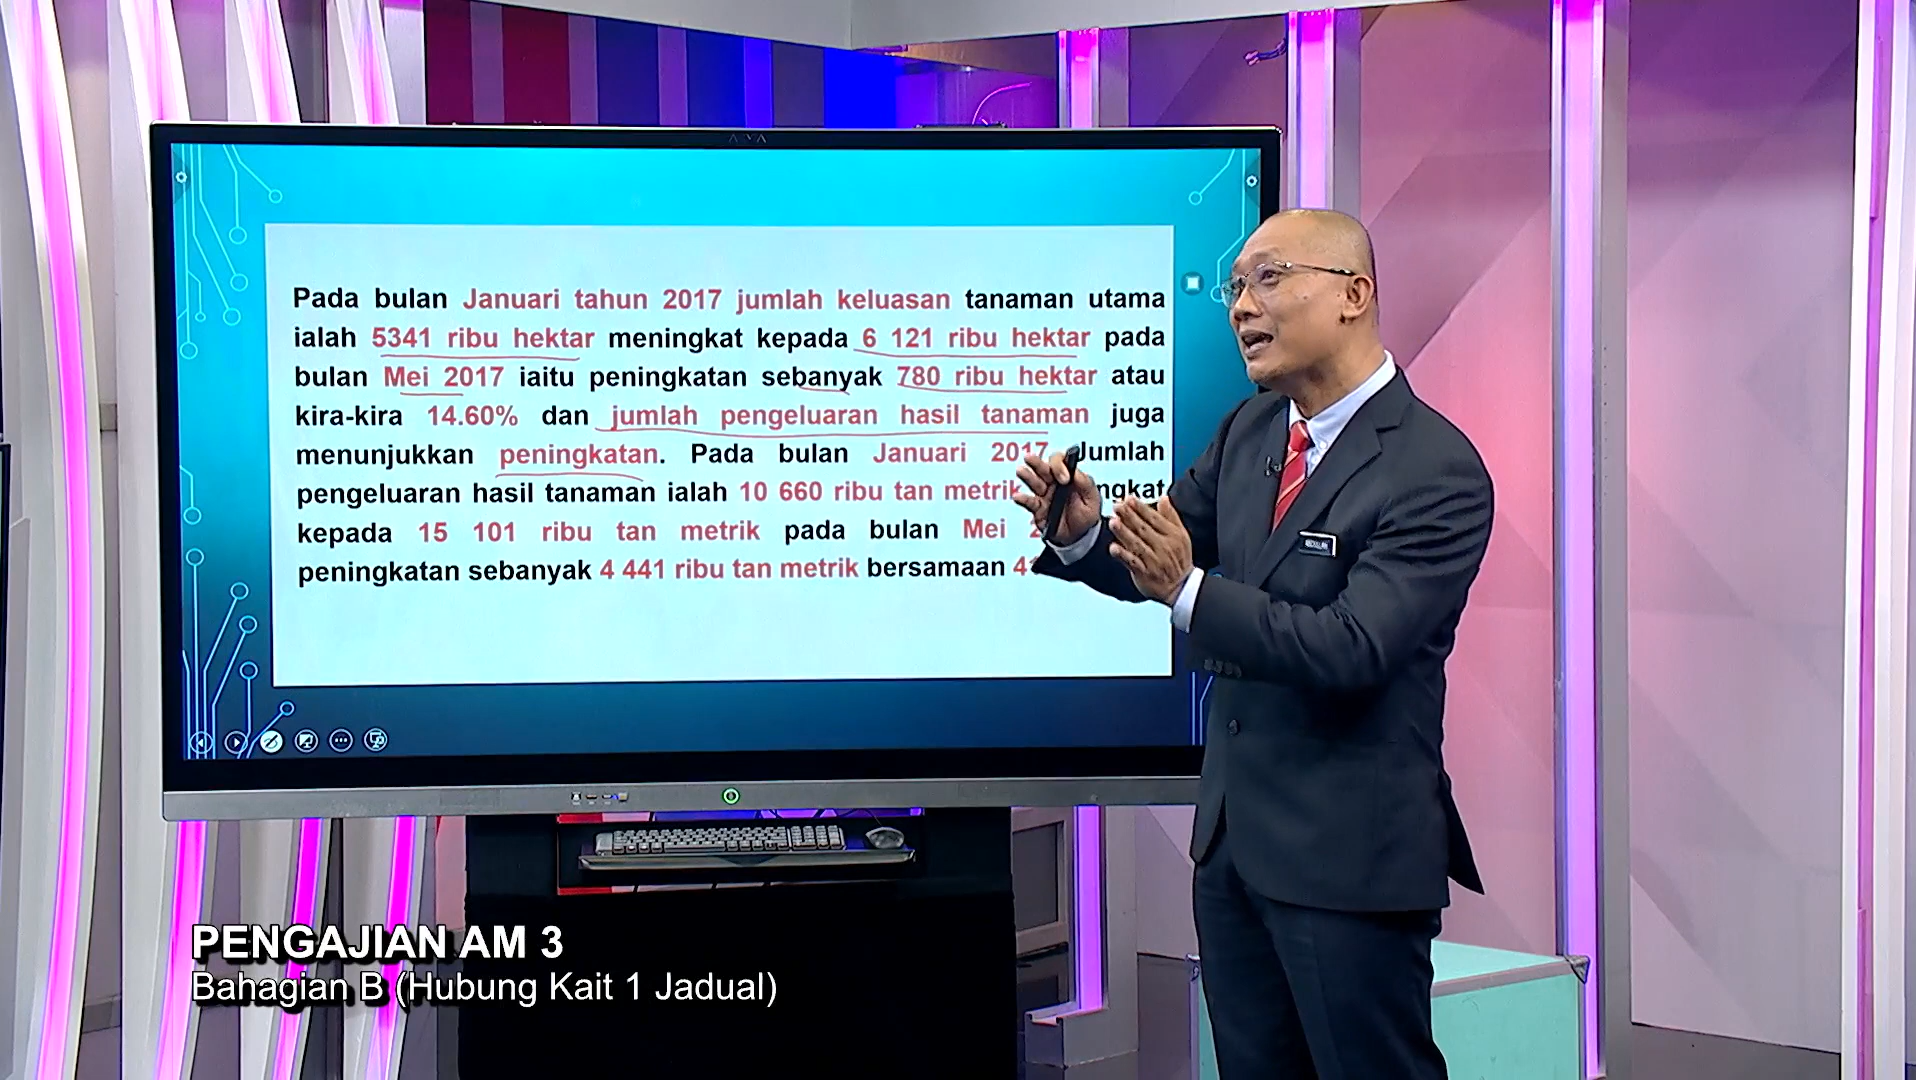 Pada bulan Januari tahun 2017 jumlah keluasan tanaman utama
ialah 5341 ribu hektar meningkat kepada 6 121 ribu hektar pada
bulan Mei 2017 iaitu peningkatan sebanyak 780 ribu hektar atau
kira-kira 14.60% dan jumlah pengeluaran hasil tanaman juga
menunjukkan peningkatan. Pada bulan Januari 2017 Jumlah
pengeluaran hasil tanaman ialah 10 660 ribu tan metrik
kepada 15 101 ribu tan metrik pada bulan Mei
peningkatan sebanyak 4 441 ribu tan metrik bersamaan
PENGAJIAN AM 3
Bahagian B (Hubung Kait 1 Jadual)